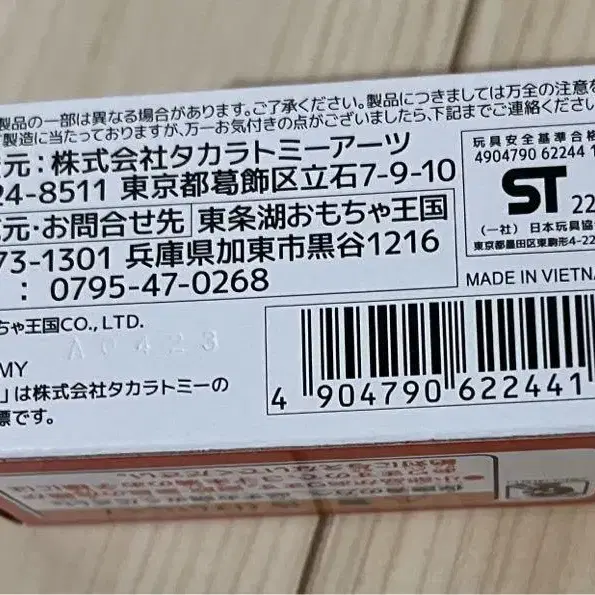 製品の一部は異なる場合があります。ご了承ください。製品につきましては万全の注意を
製造に当たっておりますが、万一お気付きの点がございましたら、下記までご連絡ください。
元:株式会社タカラトミーアーツ
24-8511 東京都葛飾区立石7-9-10
元・お問合せ先 東条湖おもちゃ王国
73-1301 兵庫県加東市黒谷1216
: 0795-47-0268
玩具安全基準合格
4904790 62244 1
ST 22
(一社) 日本玩具協
東京都墨田区東駒形4-22
MADE IN VIETNA
ちゃ王国CO., LTD.
A0423
MY
」は株式会社タカラトミーの
標です。
4 904790 622441